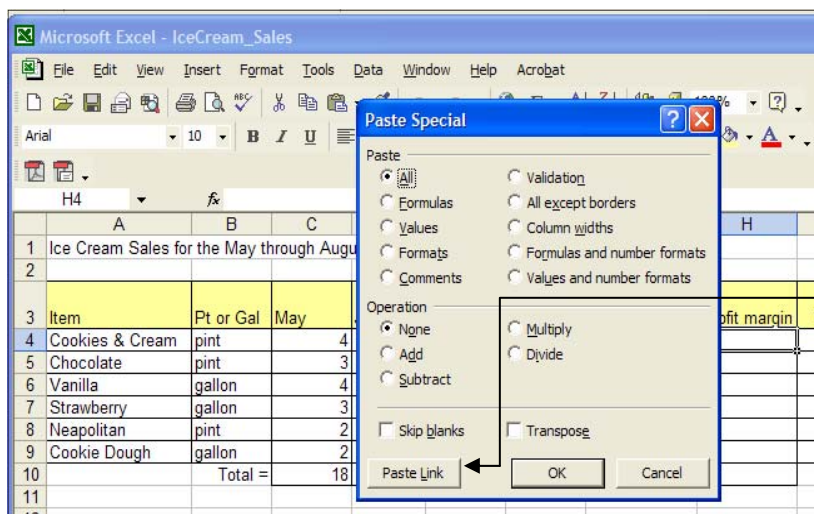 Microsoft Excel - IceCream_Sales
File Edit View Insert Format Tools Data Window Help Acrobat
Arial 10 B I U A
H4 fx
A B C H
1 Ice Cream Sales for the May through Augu
2
3 Item Pt or Gal May ofit margin
4 Cookies & Cream pint 4
5 Chocolate pint 3
6 Vanilla gallon 4
7 Strawberry gallon 3
8 Neapolitan pint 2
9 Cookie Dough gallon 2
10 Total = 18
11
Paste Special
Paste
All Validation
Formulas All except borders
Values Column widths
Formats Formulas and number formats
Comments Values and number formats
Operation
None Multiply
Add Divide
Subtract
Skip blanks Transpose
Paste Link OK Cancel